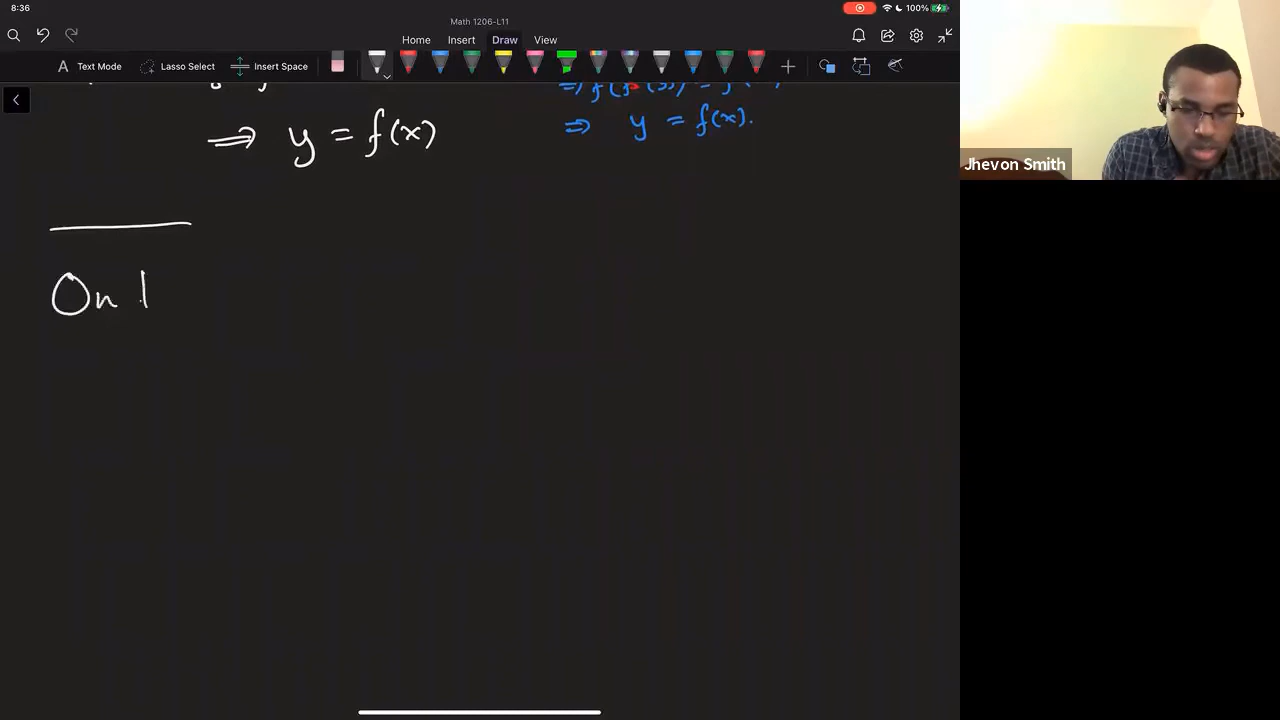 8:36
100%
Math 1206-L11
Home Insert Draw View
Text Mode Lasso Select Insert Space
⇒ y = f(x)
⇒ y = f(x).
On l
Jhevon Smith